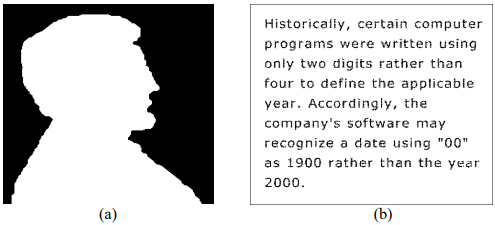 Historically, certain computer
programs were written using
only two digits rather than
four to define the applicable
year. Accordingly, the
company's software may
recognize a date using "00"
as 1900 rather than the year
2000.
(a)
(b)